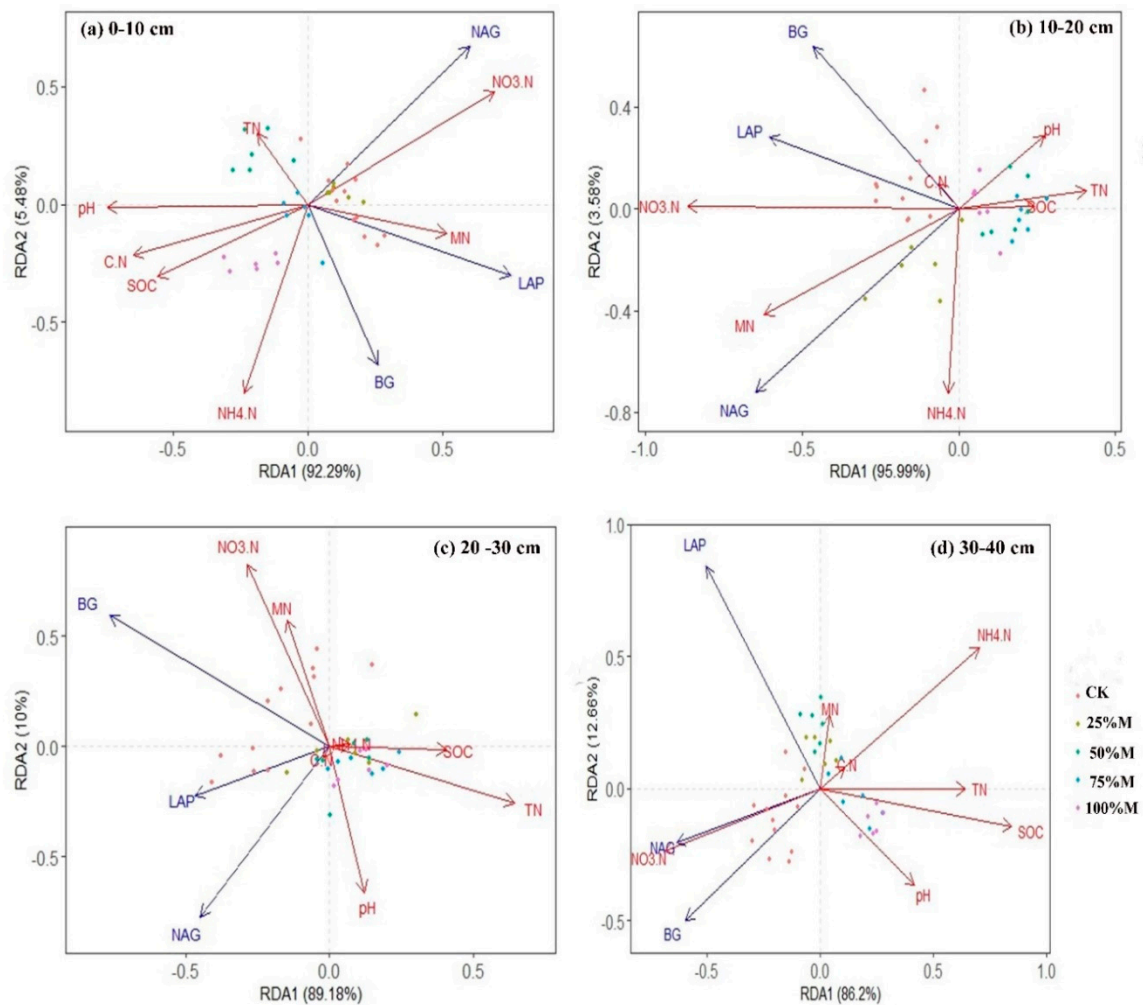 (a) 0-10 cm
NAG
NO3.N
TN
pH
C.N
SOC
MN
LAP
BG
NH4.N
0.5
0.0
-0.5
RDA2 (5.48%)
-0.5
0.0
0.5
RDA1 (92.29%)
(b) 10-20 cm
BG
LAP
pH
C.N
TN
NO3.N
SOC
MN
NAG
NH4.N
0.4
0.0
-0.4
-0.8
RDA2 (3.58%)
-1.0
-0.5
0.0
0.5
RDA1 (95.99%)
(c) 20 -30 cm
NO3.N
BG
MN
SOC
C.N
LAP
TN
pH
NAG
0.5
0.0
-0.5
RDA2 (10%)
-0.5
0.0
0.5
RDA1 (89.18%)
(d) 30-40 cm
LAP
NH4.N
MN
C.N
TN
SOC
NAG
NO3.N
pH
BG
1.0
0.5
0.0
-0.5
RDA2 (12.66%)
-0.5
0.0
0.5
1.0
RDA1 (86.2%)
CK
25%M
50%M
75%M
100%M